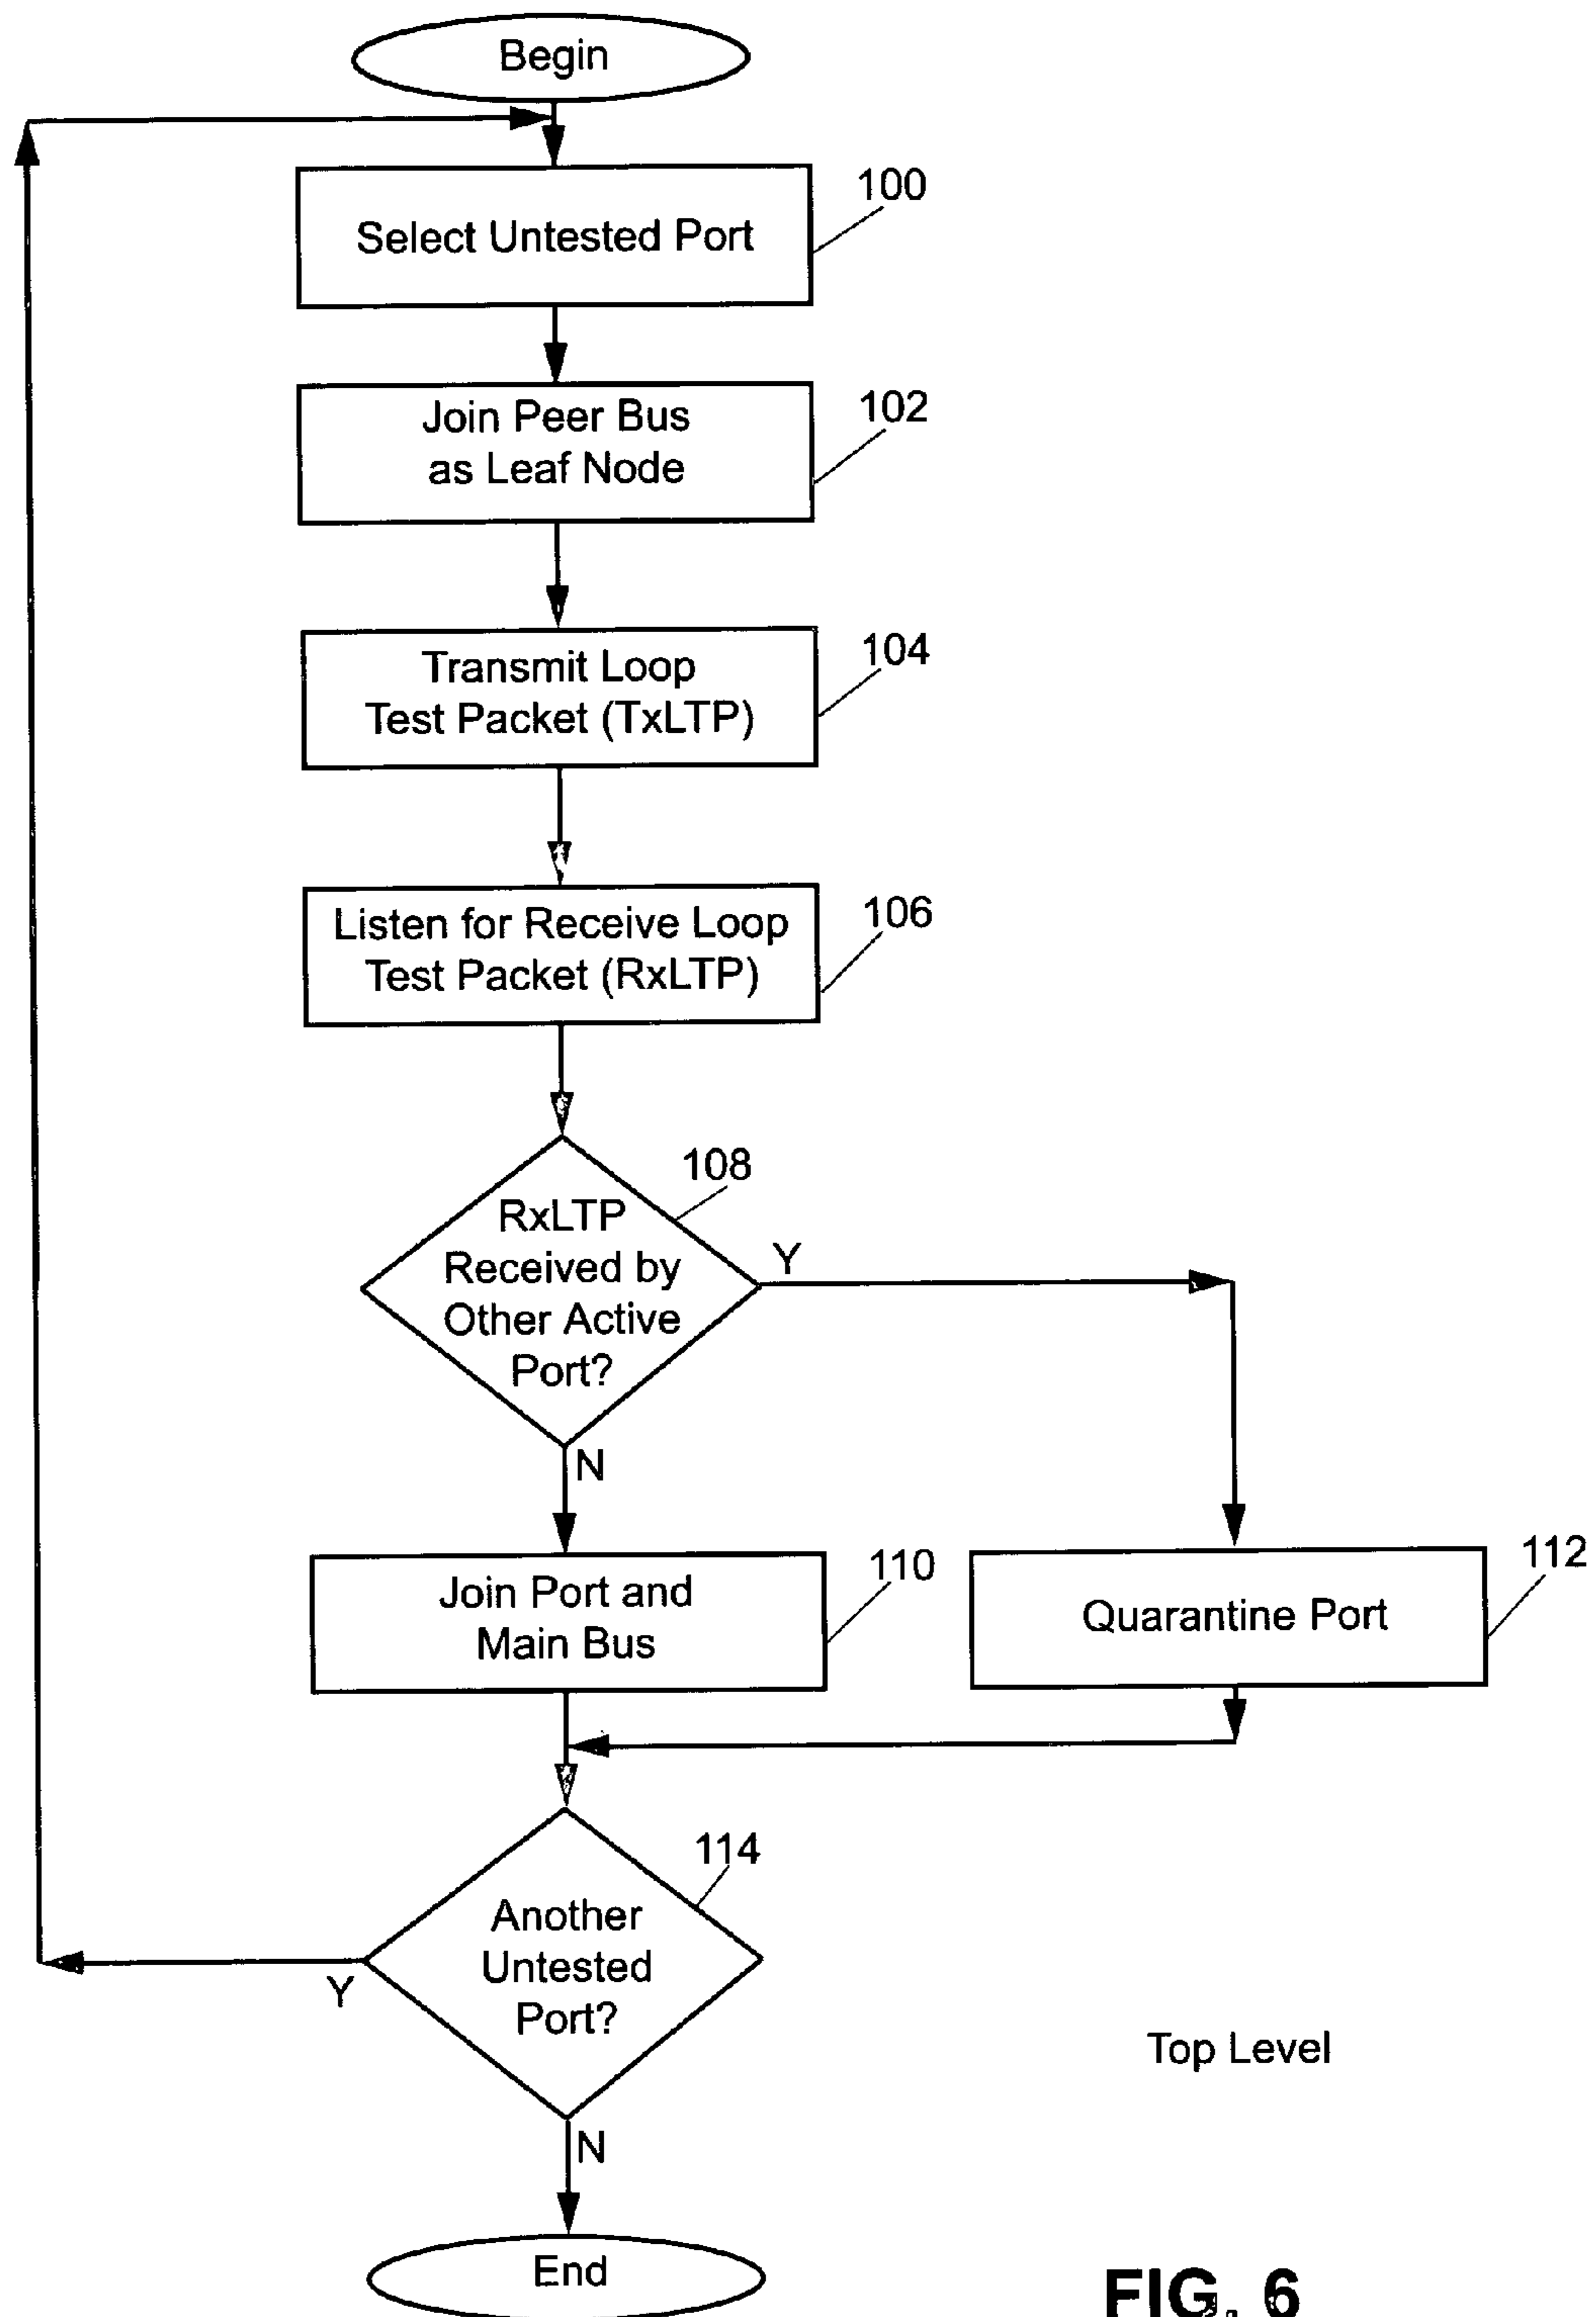 Begin
100
Select Untested Port
102
Join Peer Bus
as Leaf Node
104
Transmit Loop
Test Packet (TxLTP)
106
Listen for Receive Loop
Test Packet (RxLTP)
108
RxLTP
Received by
Other Active
Port?
Y
N
110
Join Port and
Main Bus
112
Quarantine Port
114
Another
Untested
Port?
Y
N
Top Level
End
FIG. 6